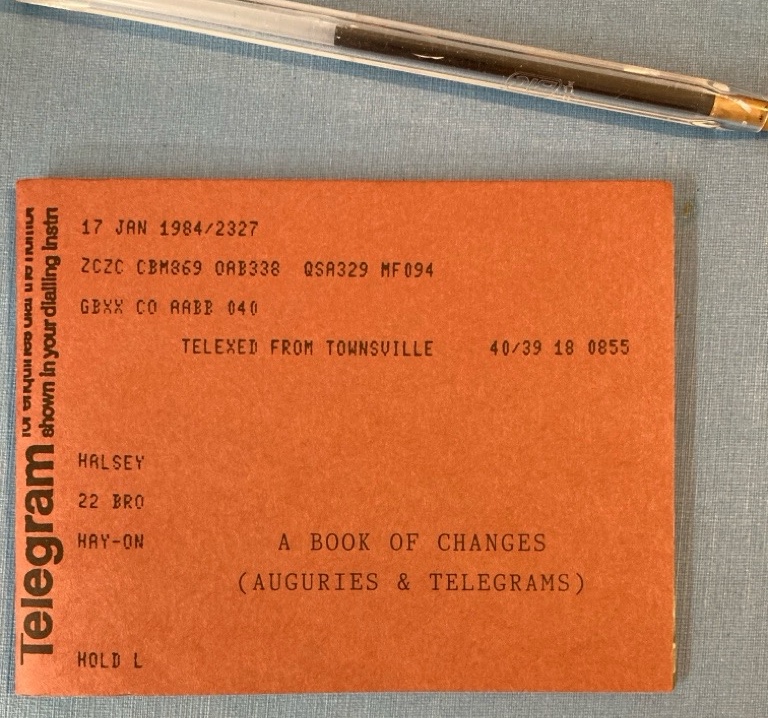 17 JAN 1984/2327
ZCZC CBM869 OAB338 QSA329 MF094
GBXX CO AABB 040
TELEXED FROM TOWNSVILLE 40/39 18 0855
HALSEY
22 BRO
HAY-ON
A BOOK OF CHANGES
(AUGURIES & TELEGRAMS)
HOLD L
Telegram
shown in your dialling instn